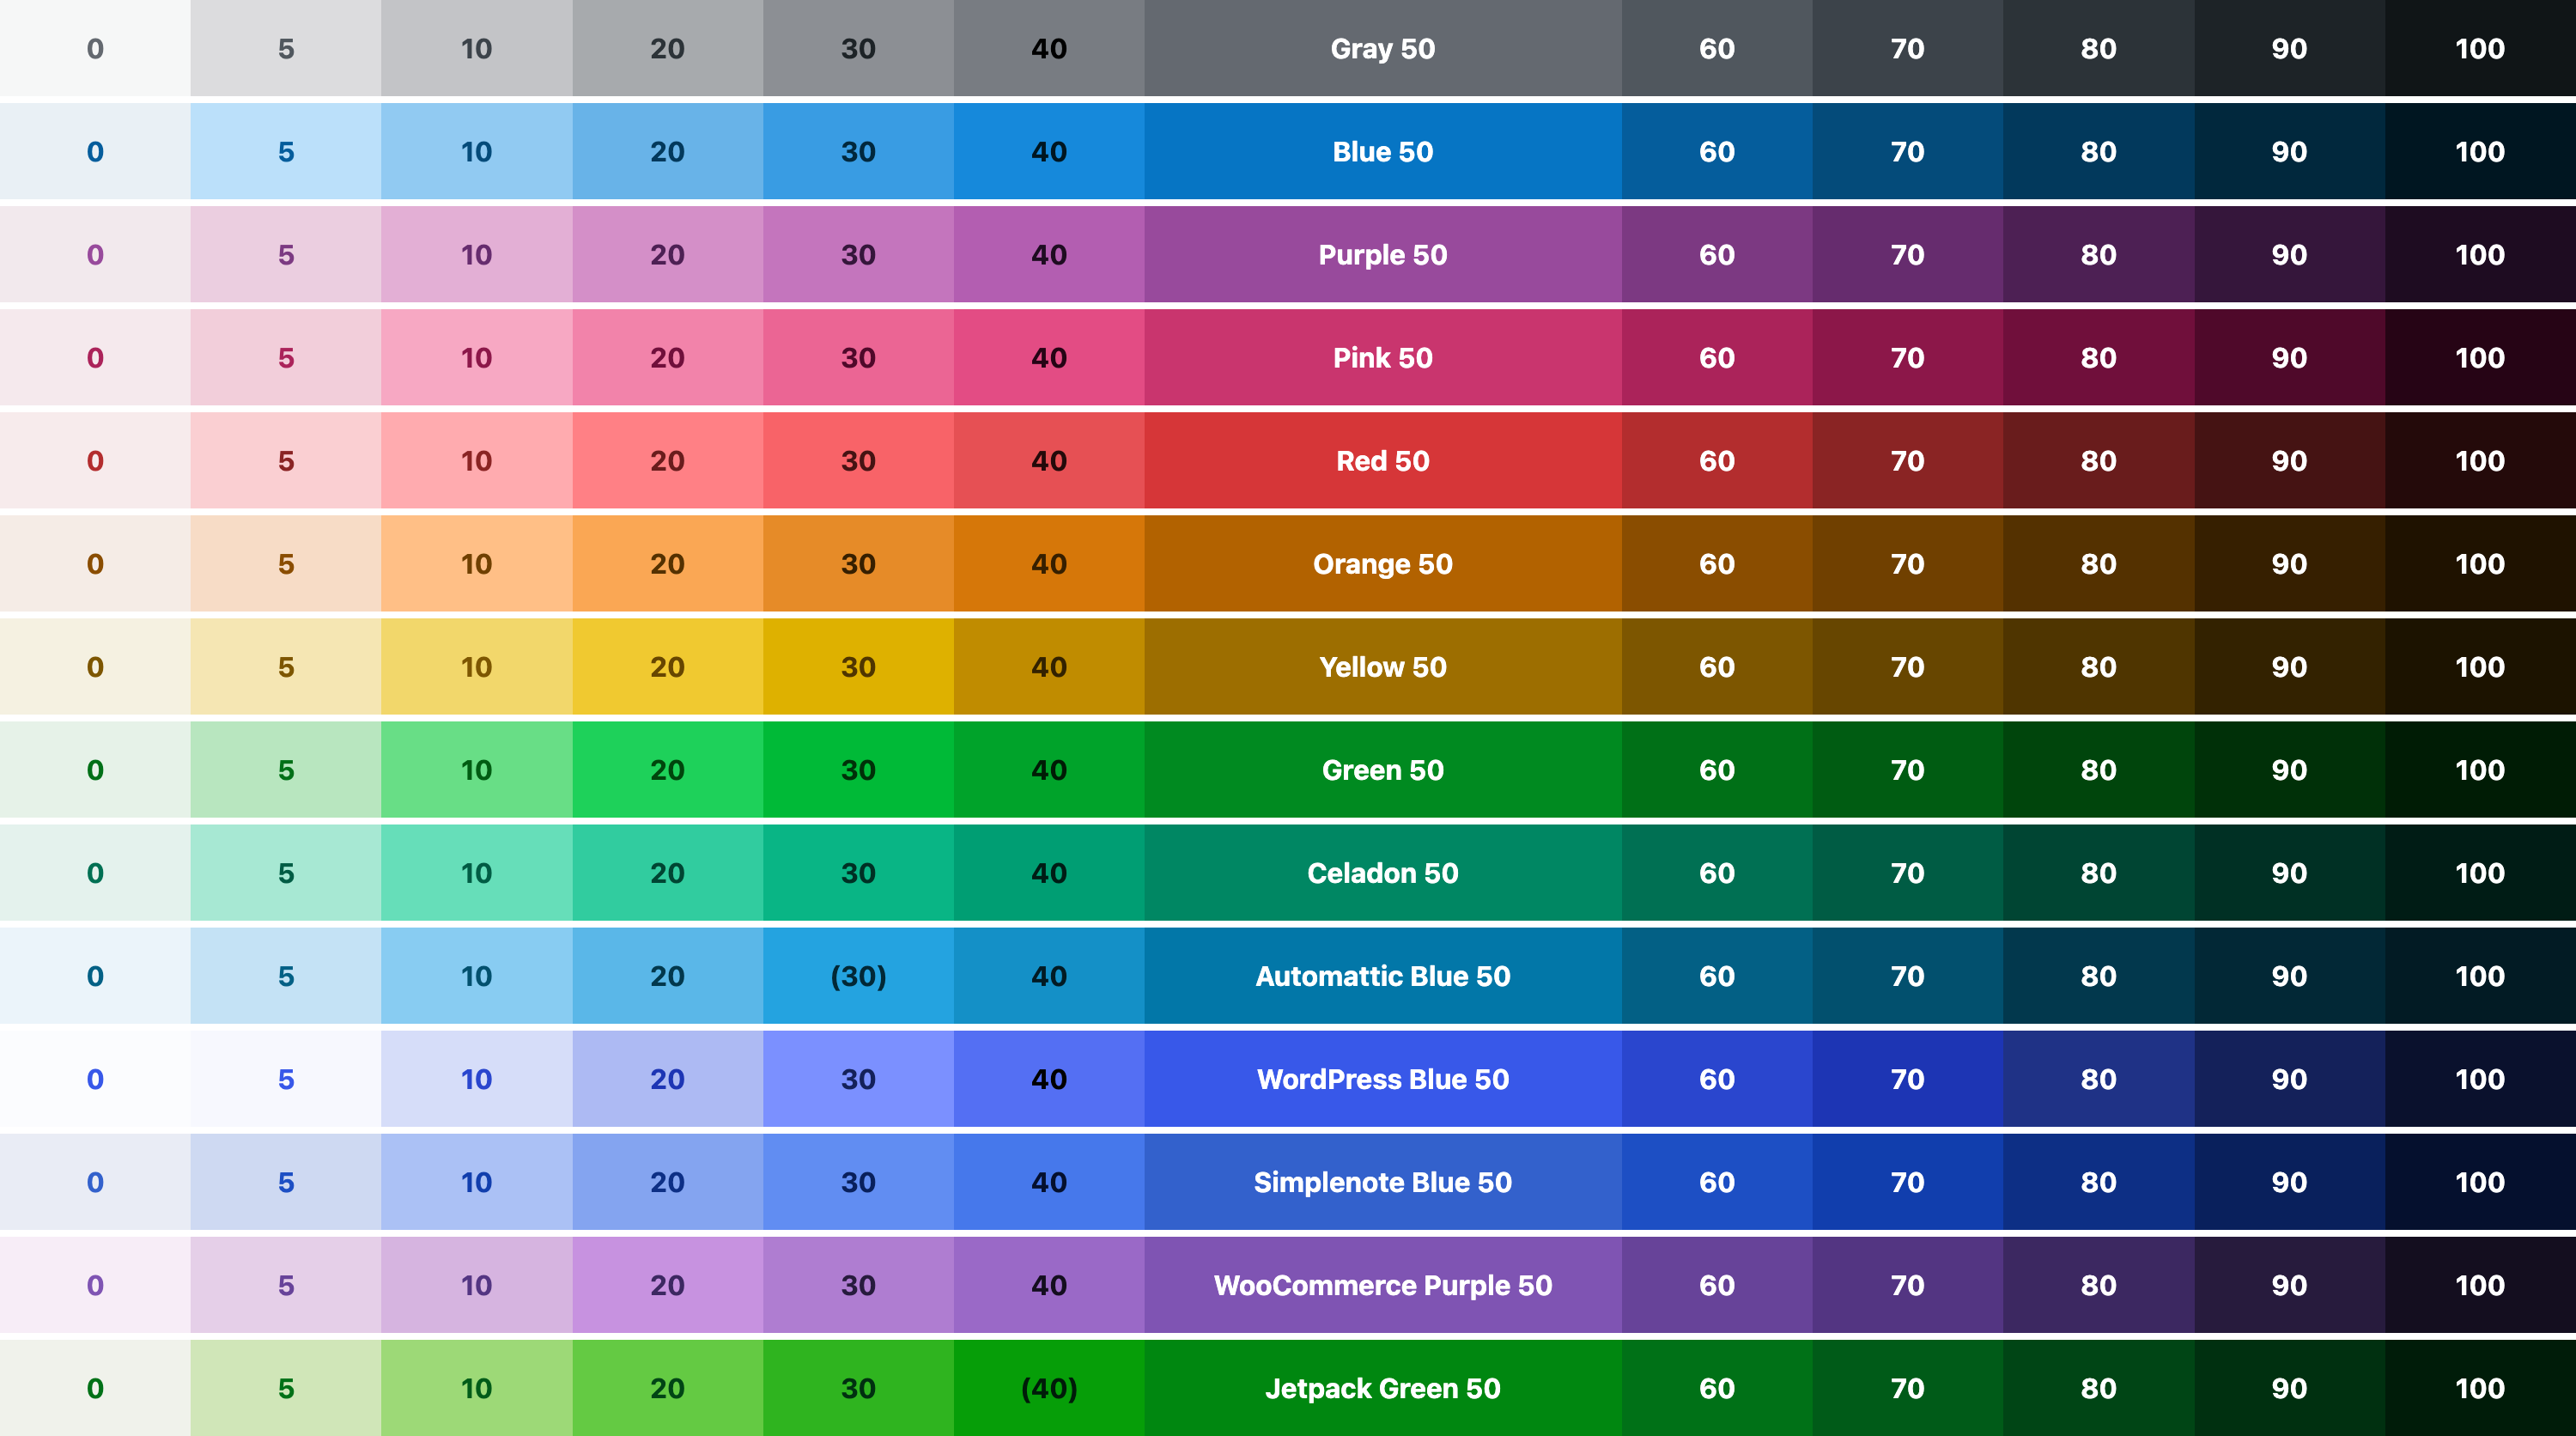 0 5 10 20 30 40 Gray 50 60 70 80 90 100
0 5 10 20 30 40 Blue 50 60 70 80 90 100
0 5 10 20 30 40 Purple 50 60 70 80 90 100
0 5 10 20 30 40 Pink 50 60 70 80 90 100
0 5 10 20 30 40 Red 50 60 70 80 90 100
0 5 10 20 30 40 Orange 50 60 70 80 90 100
0 5 10 20 30 40 Yellow 50 60 70 80 90 100
0 5 10 20 30 40 Green 50 60 70 80 90 100
0 5 10 20 30 40 Celadon 50 60 70 80 90 100
0 5 10 20 (30) 40 Automattic Blue 50 60 70 80 90 100
0 5 10 20 30 40 WordPress Blue 50 60 70 80 90 100
0 5 10 20 30 40 Simplenote Blue 50 60 70 80 90 100
0 5 10 20 30 40 WooCommerce Purple 50 60 70 80 90 100
0 5 10 20 30 (40) Jetpack Green 50 60 70 80 90 100